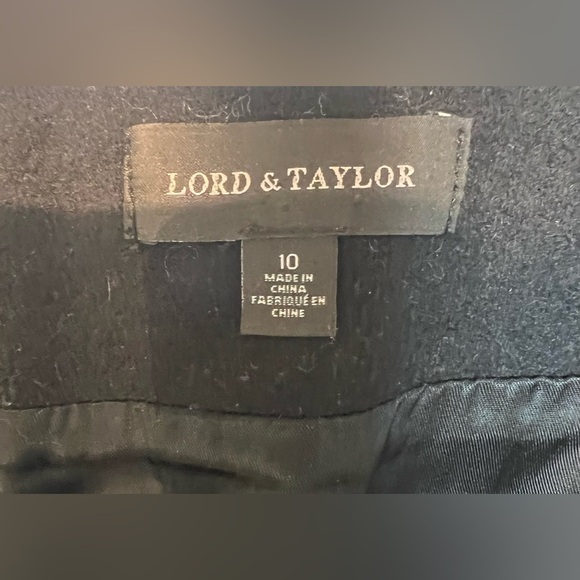 LORD & TAYLOR
10
MADE IN
CHINA
FABRIQUÉ EN
CHINE